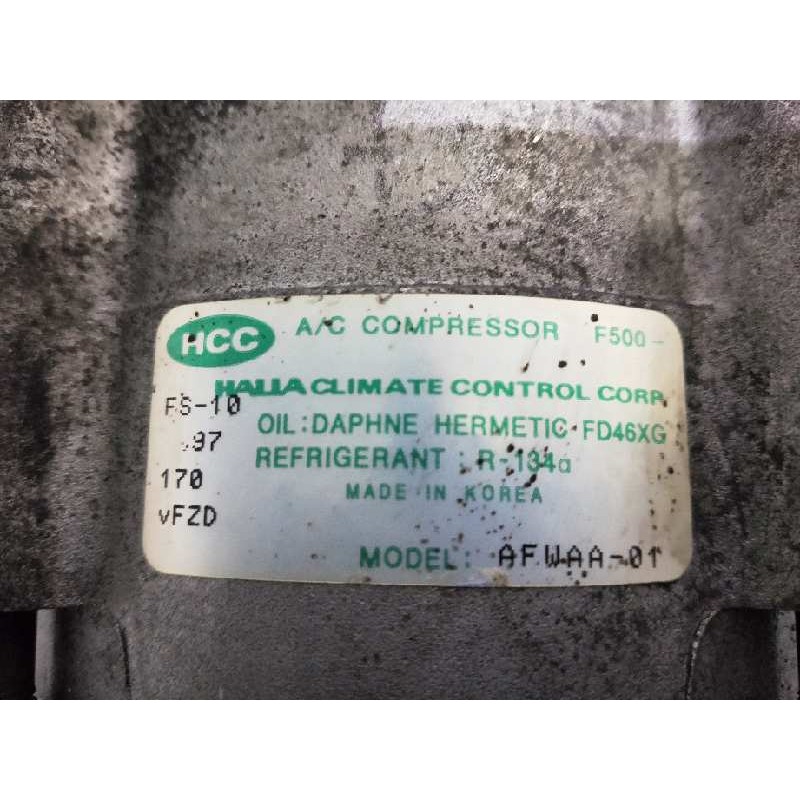 HCC
A/C COMPRESSOR F500-
HALLA CLIMATE CONTROL CORP.
FS-10
OIL:DAPHNE HERMETIC FD46XG
97
REFRIGERANT : R-134a
170
MADE IN KOREA
vFZD
MODEL: AFWAA-01